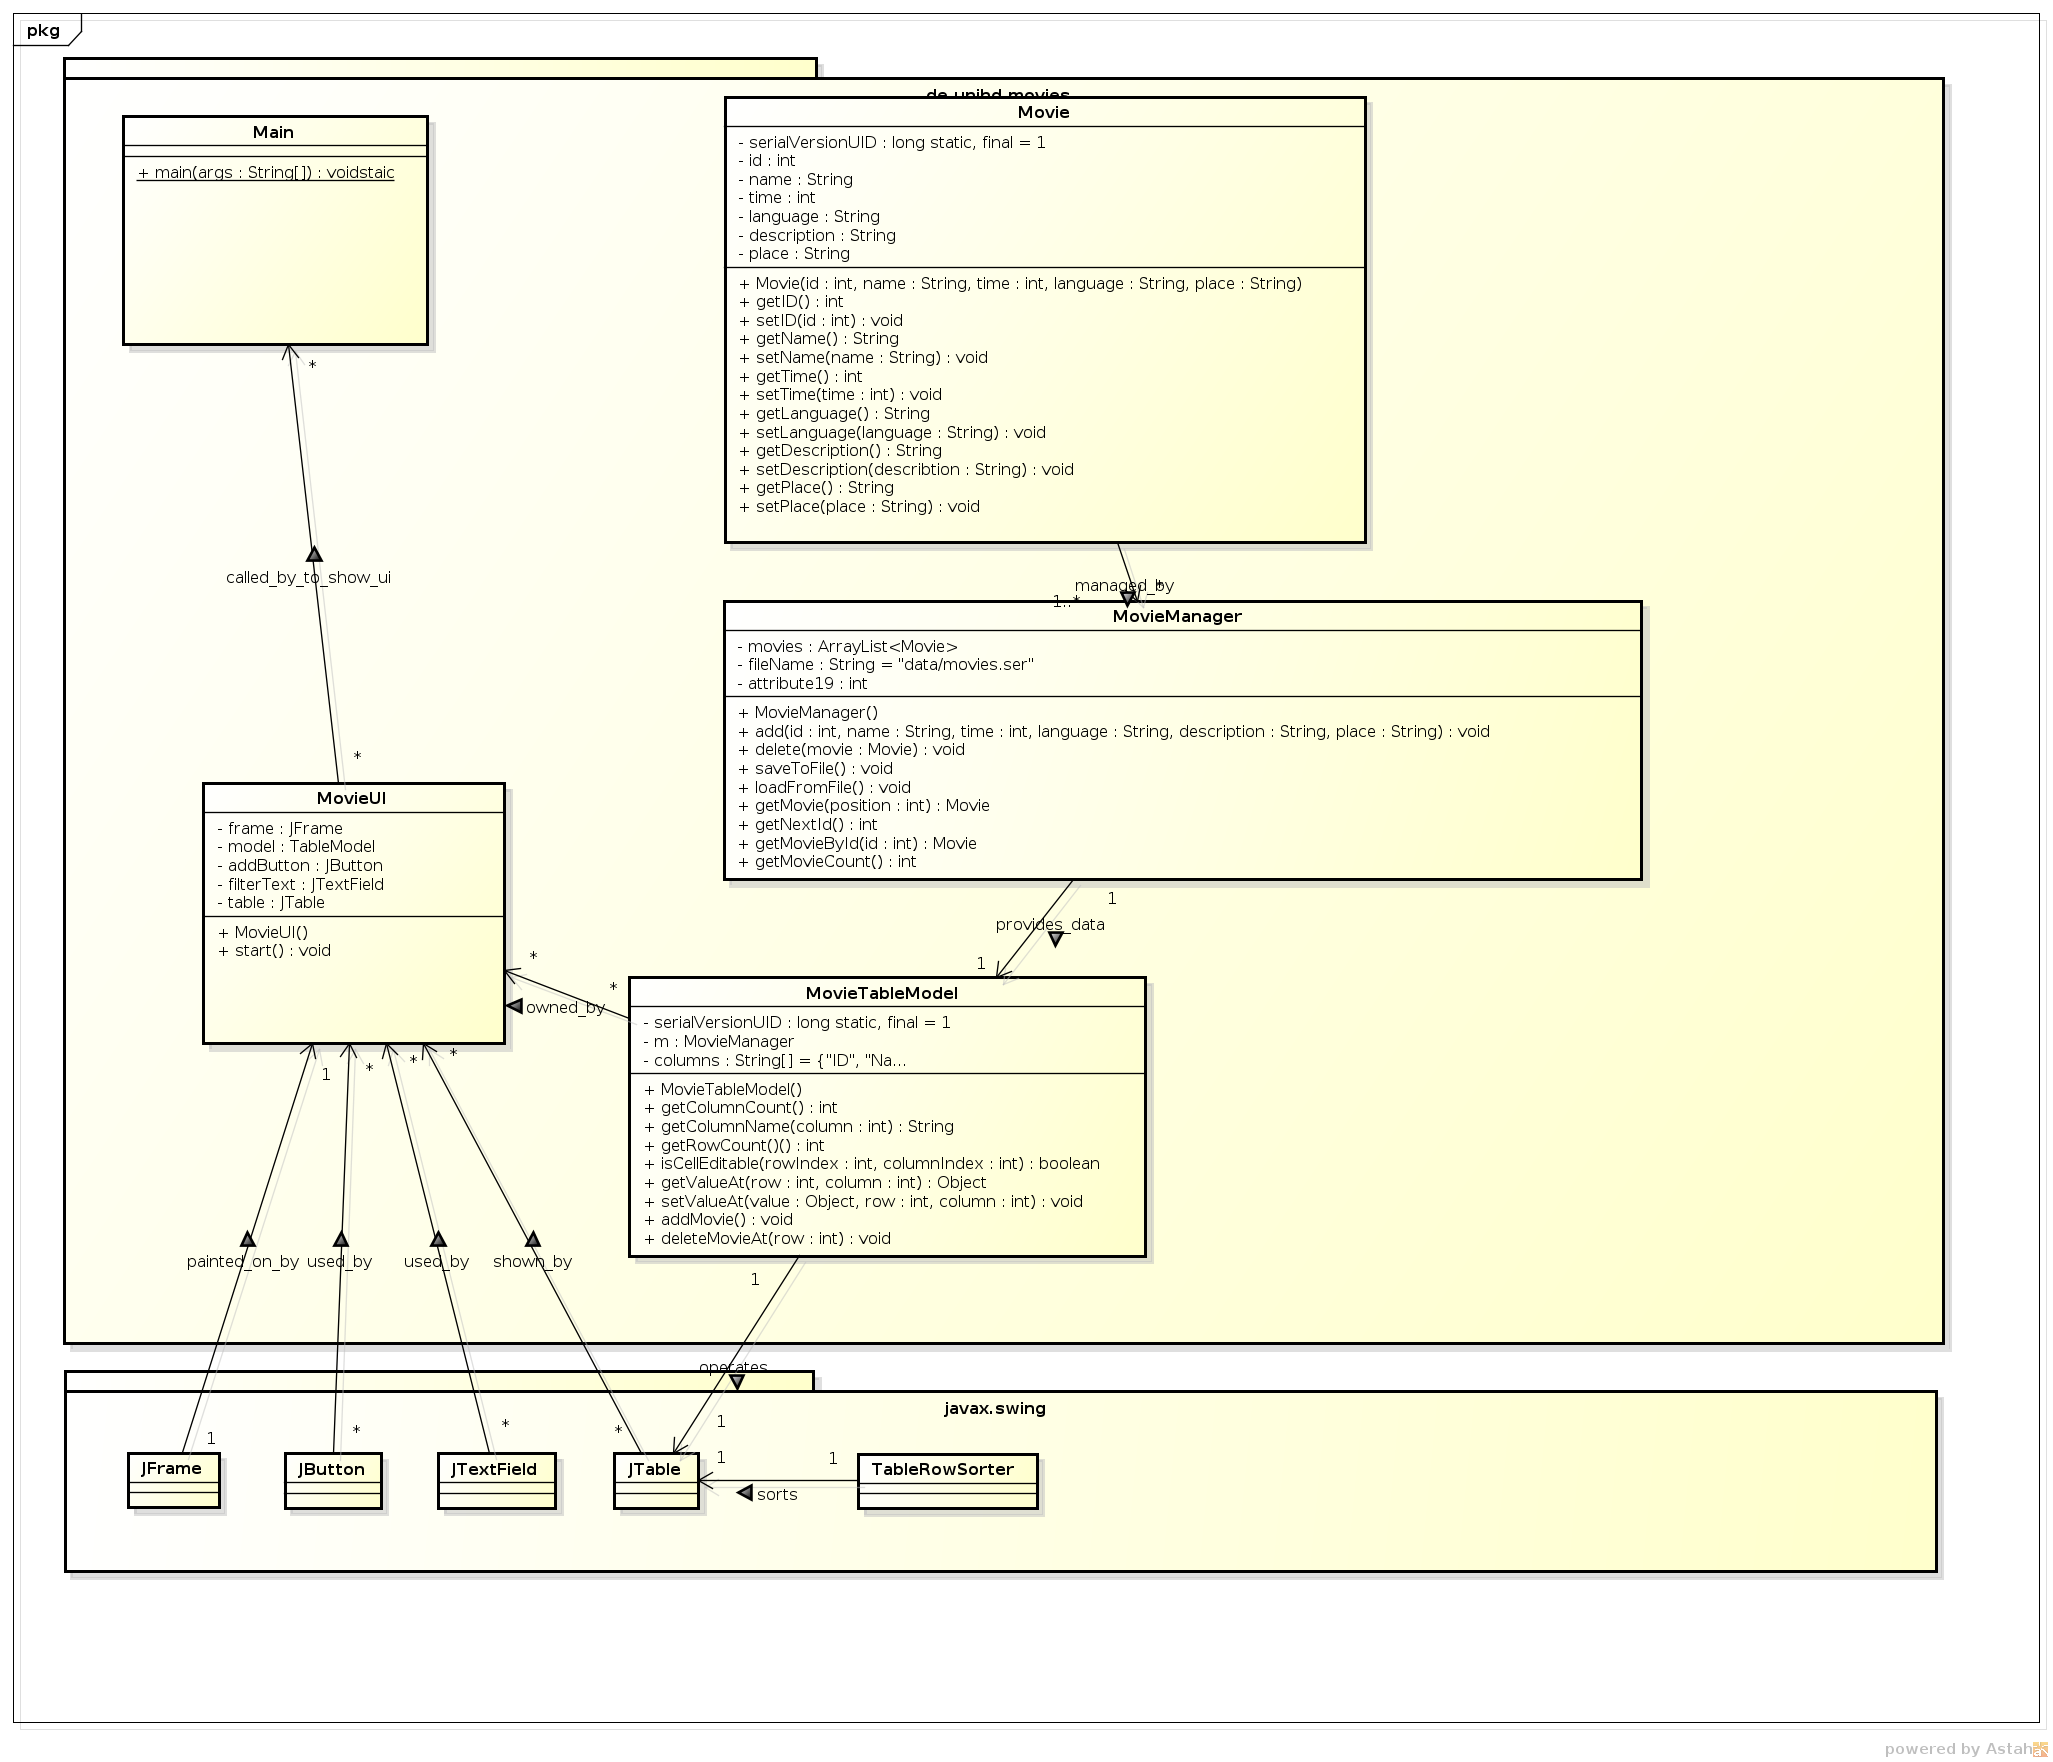 pkg
de.unihd.movies
Main
+ main(args : String[]) : voidstaic
Movie
- serialVersionUID : long static, final = 1
- id : int
- name : String
- time : int
- language : String
- description : String
- place : String
+ Movie(id : int, name : String, time : int, language : String, place : String)
+ getID() : int
+ setID(id : int) : void
+ getName() : String
+ setName(name : String) : void
+ getTime() : int
+ setTime(time : int) : void
+ getLanguage() : String
+ setLanguage(language : String) : void
+ getDescription() : String
+ setDescription(describtion : String) : void
+ getPlace() : String
+ setPlace(place : String) : void
*
called_by_to_show_ui
*
managed_by
*
1..*
MovieManager
- movies : ArrayList<Movie>
- fileName : String = "data/movies.ser"
- attribute19 : int
+ MovieManager()
+ add(id : int, name : String, time : int, language : String, description : String, place : String) : void
+ delete(movie : Movie) : void
+ saveToFile() : void
+ loadFromFile() : void
+ getMovie(position : int) : Movie
+ getNextId() : int
+ getMovieById(id : int) : Movie
+ getMovieCount() : int
MovieUI
- frame : JFrame
- model : TableModel
- addButton : JButton
- filterText : JTextField
- table : JTable
+ MovieUI()
+ start() : void
1
provides_data
1
*
*
owned_by
MovieTableModel
- serialVersionUID : long static, final = 1
- m : MovieManager
- columns : String[] = {"ID", "Na...
+ MovieTableModel()
+ getColumnCount() : int
+ getColumnName(column : int) : String
+ getRowCount()() : int
+ isCellEditable(rowIndex : int, columnIndex : int) : boolean
+ getValueAt(row : int, column : int) : Object
+ setValueAt(value : Object, row : int, column : int) : void
+ addMovie() : void
+ deleteMovieAt(row : int) : void
1
*
*
*
painted_on_by
used_by
used_by
shown_by
1
operates
1
javax.swing
1
*
*
*
1
1
JFrame
JButton
JTextField
JTable
TableRowSorter
sorts
powered by Astah